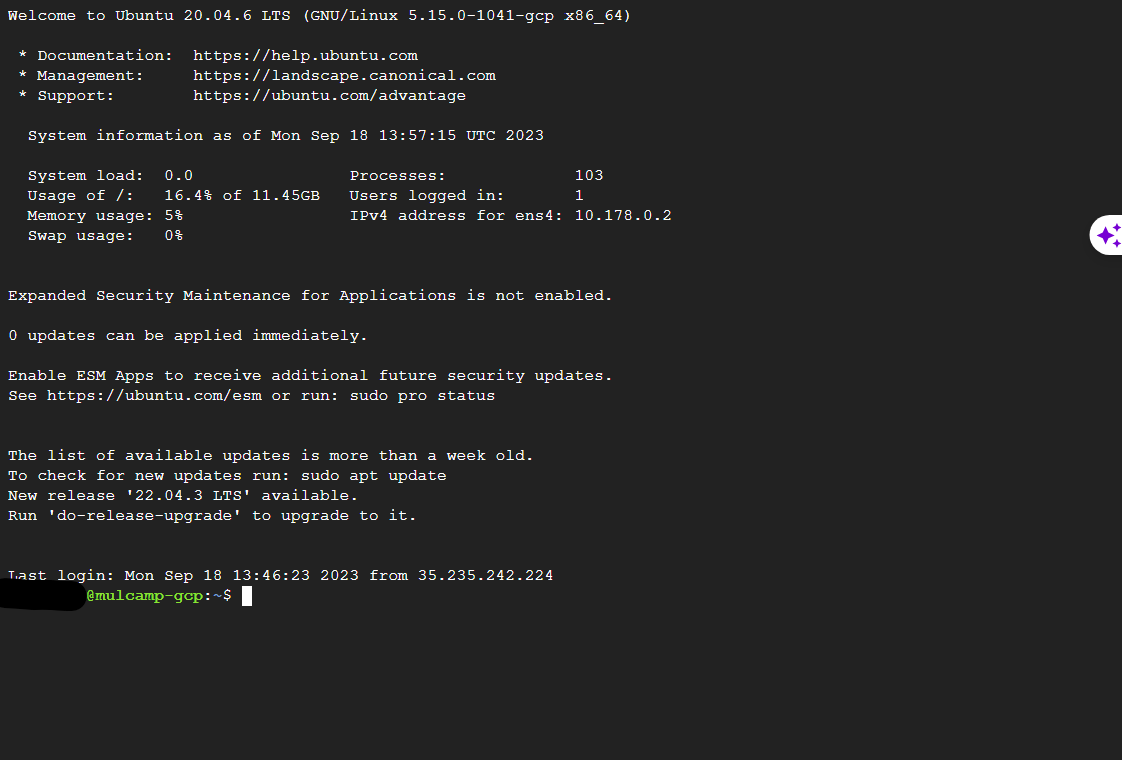 Welcome to Ubuntu 20.04.6 LTS (GNU/Linux 5.15.0-1041-gcp x86_64)
* Documentation: https://help.ubuntu.com
* Management: https://landscape.canonical.com
* Support: https://ubuntu.com/advantage
System information as of Mon Sep 18 13:57:15 UTC 2023
System load: 0.0 Processes: 103
Usage of /: 16.4% of 11.45GB Users logged in: 1
Memory usage: 5% IPv4 address for ens4: 10.178.0.2
Swap usage: 0%
Expanded Security Maintenance for Applications is not enabled.
0 updates can be applied immediately.
Enable ESM Apps to receive additional future security updates.
See https://ubuntu.com/esm or run: sudo pro status
The list of available updates is more than a week old.
To check for new updates run: sudo apt update
New release '22.04.3 LTS' available.
Run 'do-release-upgrade' to upgrade to it.
Last login: Mon Sep 18 13:46:23 2023 from 35.235.242.224
@mulcamp-gcp:~$